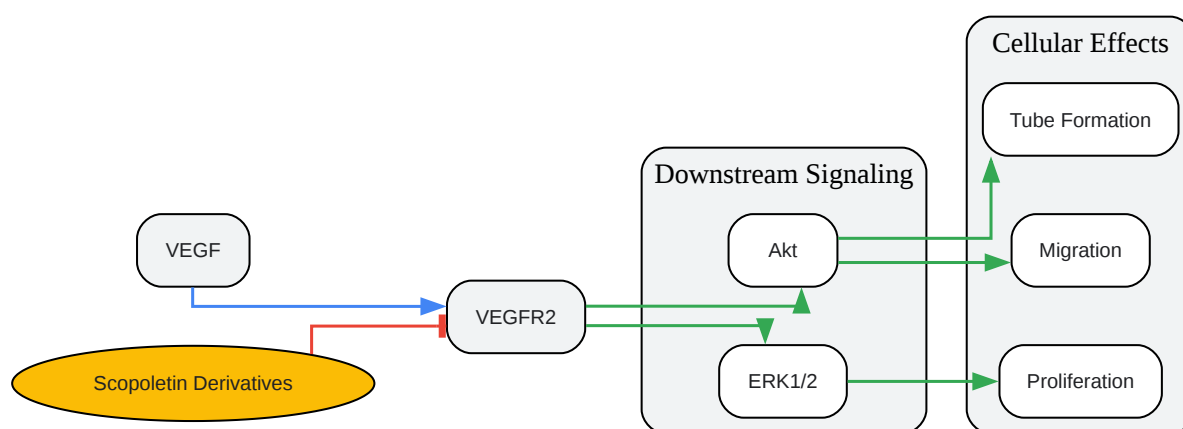 Cellular Effects
Tube Formation
Downstream Signaling
VEGF
Akt
Migration
VEGFR2
Scopoletin Derivatives
ERK1/2
Proliferation